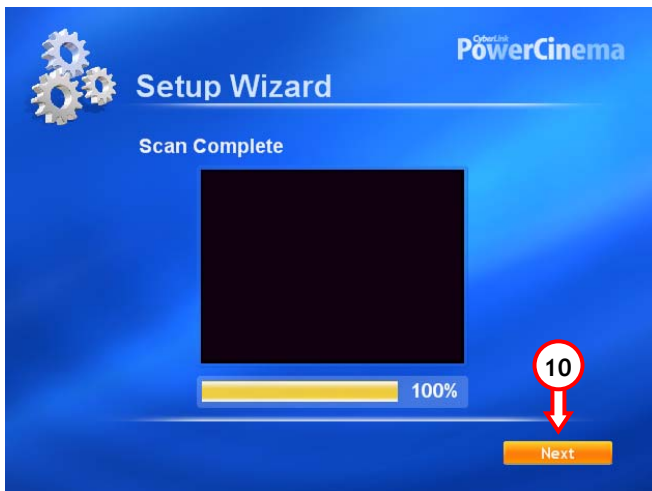 CyberLink
PowerCinema
Setup Wizard
Scan Complete
100%
10
Next